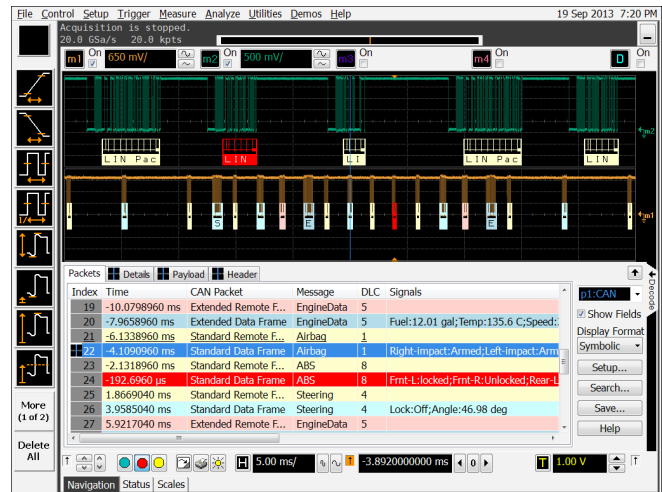 File Control Setup Trigger Measure Analyze Utilities Demos Help 19 Sep 2013 7:20 PM
Acquisition is stopped.
20.0 GSa/s 20.0 kpts
m1 On 650 mV/ m2 On 500 mV/ m3 On m4 On D On
m2
LIN Pac LIN LI LIN Pac LIN
m1
S E E
1/
More
(1 of 2)
Delete
All
Packets Details Payload Header
Decode
Index Time CAN Packet Message DLC Signals
19 -10.0798960 ms Extended Remote F... EngineData 5
20 -7.9658960 ms Extended Data Frame EngineData 5 Fuel:12.01 gal;Temp:135.6 C;Speed:
21 -6.1338960 ms Standard Remote F... Airbag 1
22 -4.1090960 ms Standard Data Frame Airbag 1 Right-impact:Armed;Left-Impact:Arm
23 -2.1318960 ms Standard Remote F... ABS 8
24 -192.6960 µs Standard Data Frame ABS 8 Frnt-L:locked;Frnt-R:Unlocked;Rear-L
25 1.8669040 ms Standard Remote F... Steering 4
26 3.9585040 ms Standard Data Frame Steering 4 Lock:Off;Angle:46.98 deg
27 5.9217040 ms Extended Remote F... EngineData 5
p1:CAN
Show Fields
Display Format
Symbolic
Setup...
Search...
Save...
Help
H 5.00 ms/ -3.8920000000 ms 0 T 1.00 V
Navigation Status Scales